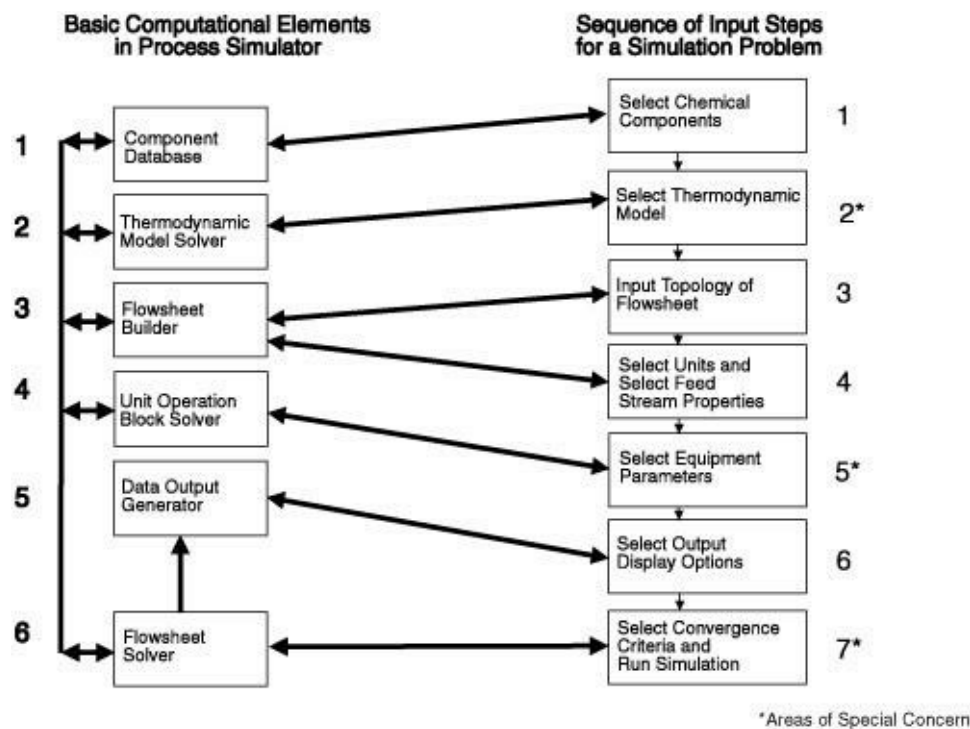 Basic Computational Elements
in Process Simulator
Sequence of Input Steps
for a Simulation Problem
1
Component
Database
Select Chemical
Components
1
2
Thermodynamic
Model Solver
Select Thermodynamic
Model
2*
3
Flowsheet
Builder
Input Topology of
Flowsheet
3
4
Unit Operation
Block Solver
Select Units and
Select Feed
Stream Properties
4
5
Data Output
Generator
Select Equipment
Parameters
5*
Select Output
Display Options
6
6
Flowsheet
Solver
Select Convergence
Criteria and
Run Simulation
7*
*Areas of Special Concern